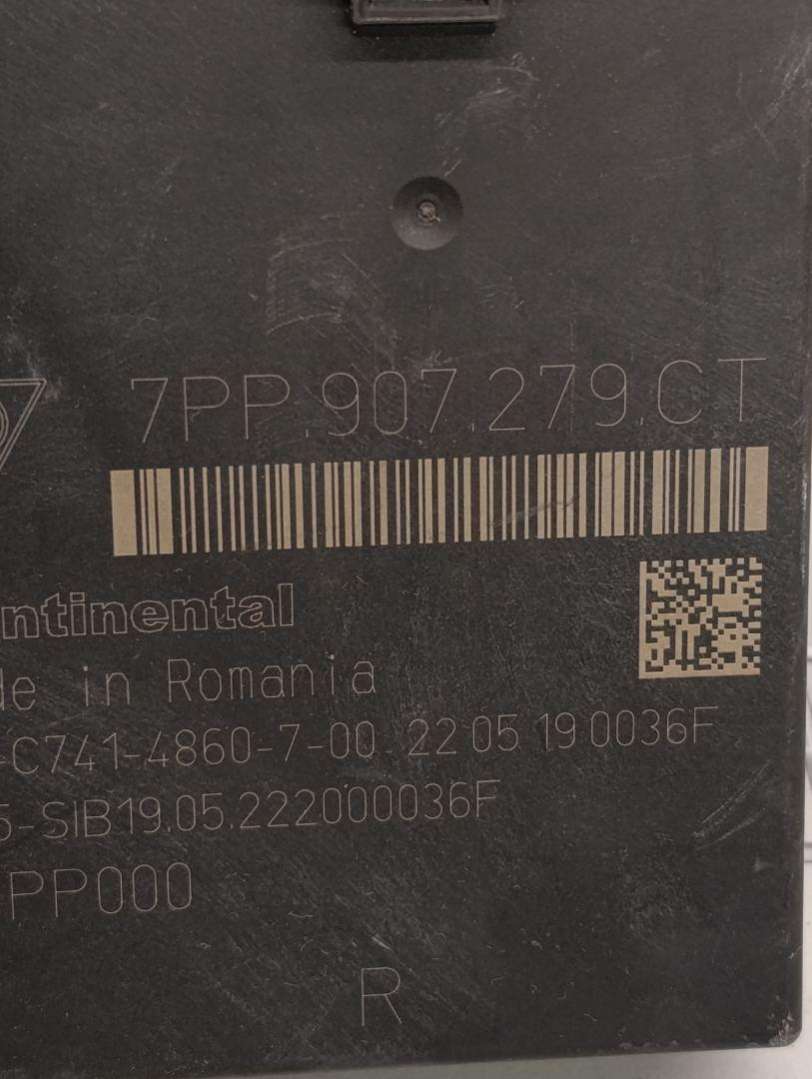 7PP.907.279.CT
ntinental
de in Romania
-C741-4860-7-00 22 05 19 0036F
5-SIB19.05.222000036F
PP000
R